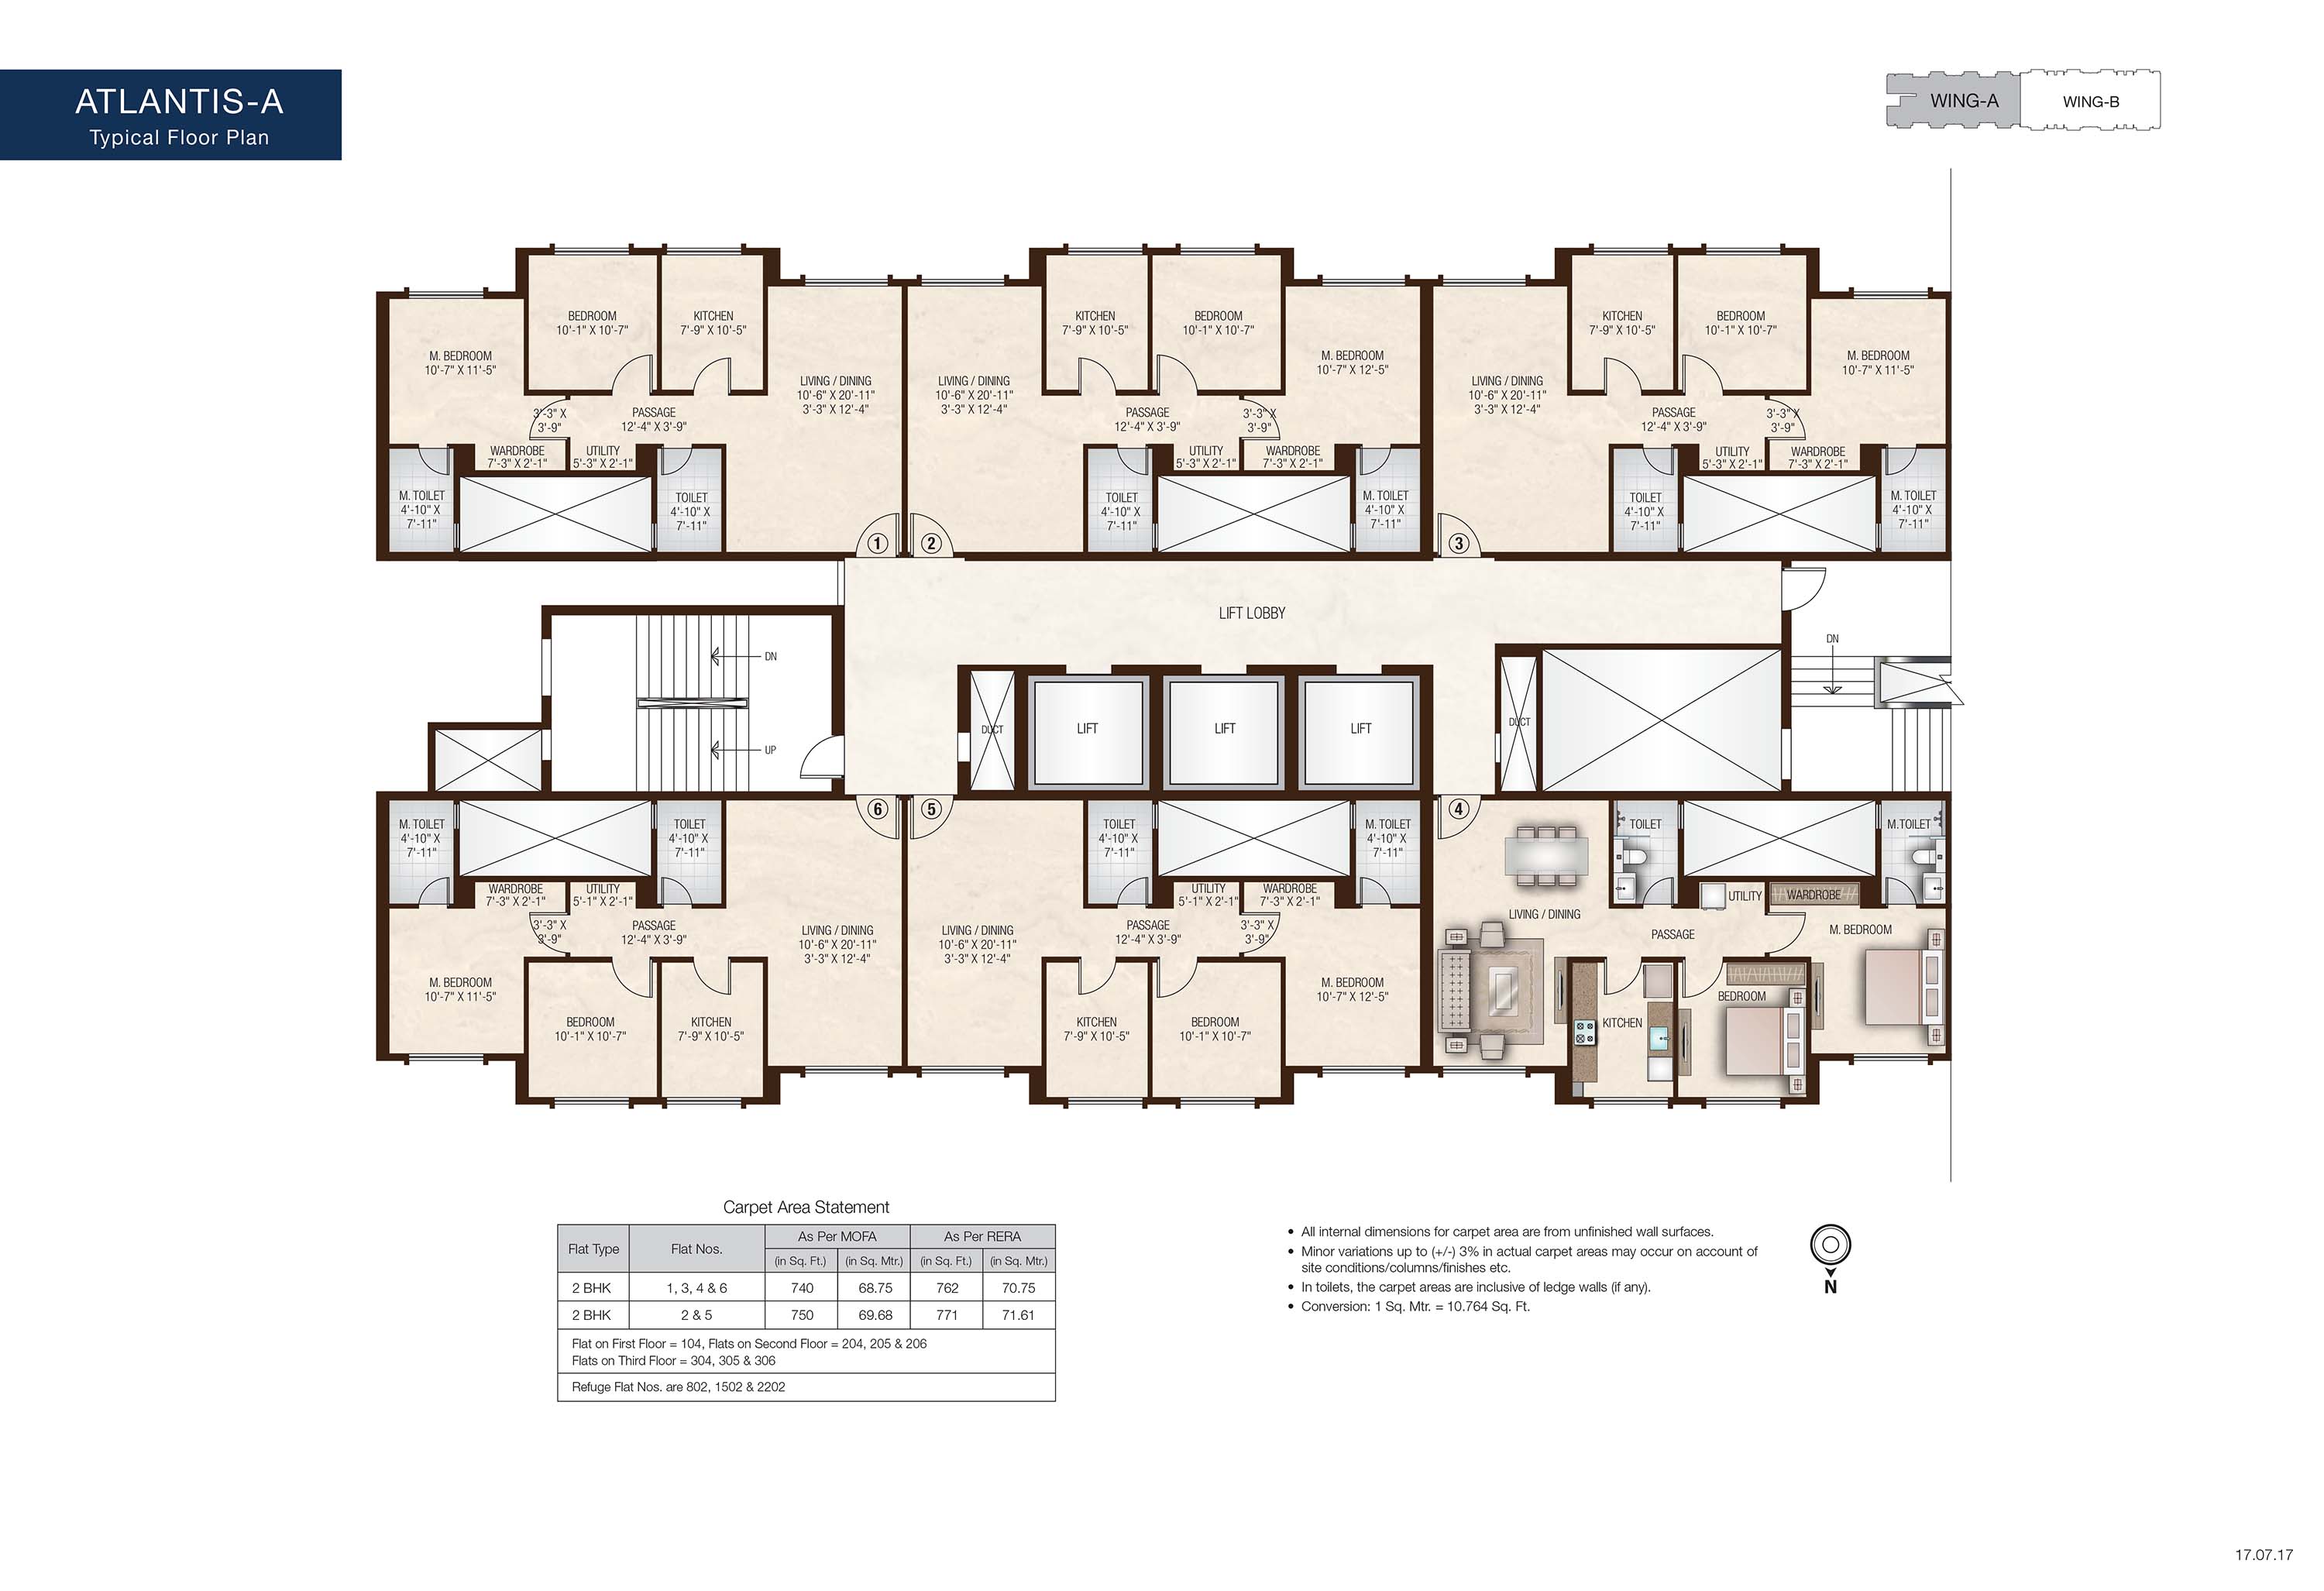 ATLANTIS-A
Typical Floor Plan
WING-A
WING-B
M. BEDROOM
10'-7" X 11'-5"
BEDROOM
10'-1" X 10'-7"
KITCHEN
7'-9" X 10'-5"
LIVING / DINING
10'-6" X 20'-11"
3'-3" X 12'-4"
3'-3" X
3'-9"
PASSAGE
12'-4" X 3'-9"
WARDROBE
7'-3" X 2'-1"
UTILITY
5'-3" X 2'-1"
M. TOILET
4'-10" X
7'-11"
TOILET
4'-10" X
7'-11"
1
LIVING / DINING
10'-6" X 20'-11"
3'-3" X 12'-4"
KITCHEN
7'-9" X 10'-5"
BEDROOM
10'-1" X 10'-7"
M. BEDROOM
10'-7" X 12'-5"
PASSAGE
12'-4" X 3'-9"
3'-3" X
3'-9"
UTILITY
5'-3" X 2'-1"
WARDROBE
7'-3" X 2'-1"
TOILET
4'-10" X
7'-11"
M. TOILET
4'-10" X
7'-11"
2
LIVING / DINING
10'-6" X 20'-11"
3'-3" X 12'-4"
KITCHEN
7'-9" X 10'-5"
BEDROOM
10'-1" X 10'-7"
M. BEDROOM
10'-7" X 11'-5"
PASSAGE
12'-4" X 3'-9"
3'-3" X
3'-9"
UTILITY
5'-3" X 2'-1"
WARDROBE
7'-3" X 2'-1"
TOILET
4'-10" X
7'-11"
M. TOILET
4'-10" X
7'-11"
3
LIFT LOBBY
DN
UP
DUCT
LIFT
LIFT
LIFT
DUCT
DN
6
M. TOILET
4'-10" X
7'-11"
TOILET
4'-10" X
7'-11"
WARDROBE
7'-3" X 2'-1"
UTILITY
5'-1" X 2'-1"
3'-3" X
3'-9"
PASSAGE
12'-4" X 3'-9"
LIVING / DINING
10'-6" X 20'-11"
3'-3" X 12'-4"
M. BEDROOM
10'-7" X 11'-5"
BEDROOM
10'-1" X 10'-7"
KITCHEN
7'-9" X 10'-5"
5
TOILET
4'-10" X
7'-11"
M. TOILET
4'-10" X
7'-11"
UTILITY
5'-1" X 2'-1"
WARDROBE
7'-3" X 2'-1"
LIVING / DINING
10'-6" X 20'-11"
3'-3" X 12'-4"
PASSAGE
12'-4" X 3'-9"
3'-3" X
3'-9"
M. BEDROOM
10'-7" X 12'-5"
KITCHEN
7'-9" X 10'-5"
BEDROOM
10'-1" X 10'-7"
4
TOILET
M.TOILET
UTILITY
WARDROBE
LIVING / DINING
PASSAGE
M. BEDROOM
BEDROOM
KITCHEN
Carpet Area Statement
Flat Type Flat Nos. As Per MOFA As Per RERA
(in Sq. Ft.) (in Sq. Mtr.) (in Sq. Ft.) (in Sq. Mtr.)
2 BHK 1, 3, 4 & 6 740 68.75 762 70.75
2 BHK 2 & 5 750 69.68 771 71.61
Flat on First Floor = 104, Flats on Second Floor = 204, 205 & 206
Flats on Third Floor = 304, 305 & 306
Refuge Flat Nos. are 802, 1502 & 2202
• All internal dimensions for carpet area are from unfinished wall surfaces.
• Minor variations up to (+/-) 3% in actual carpet areas may occur on account of
site conditions/columns/finishes etc.
• In toilets, the carpet areas are inclusive of ledge walls (if any).
• Conversion: 1 Sq. Mtr. = 10.764 Sq. Ft.
N
17.07.17